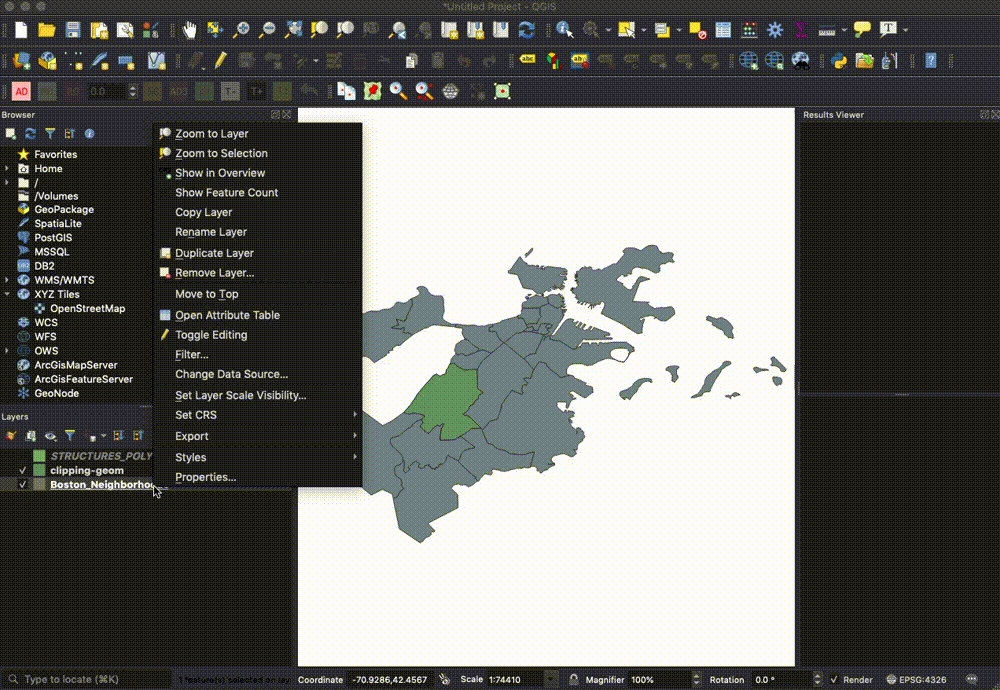 *Untitled Project - QGIS
abc
T
AD
0.0
T-
T+
Browser
Results Viewer
Favorites
Home
/
/Volumes
GeoPackage
SpatiaLite
PostGIS
MSSQL
DB2
WMS/WMTS
XYZ Tiles
OpenStreetMap
WCS
WFS
OWS
ArcGisMapServer
ArcGisFeatureServer
GeoNode
Zoom to Layer
Zoom to Selection
Show in Overview
Show Feature Count
Copy Layer
Rename Layer
Duplicate Layer
Remove Layer...
Move to Top
Open Attribute Table
Toggle Editing
Filter...
Change Data Source...
Set Layer Scale Visibility...
Set CRS
Export
Styles
Properties...
Layers
STRUCTURES_POLY
clipping-geom
Boston_Neighborho
Type to locate (⌘K)
1 feature(s) selected on lay
Coordinate -70.9286,42.4567
Scale 1:74410
Magnifier 100%
Rotation 0.0 °
Render
EPSG:4326